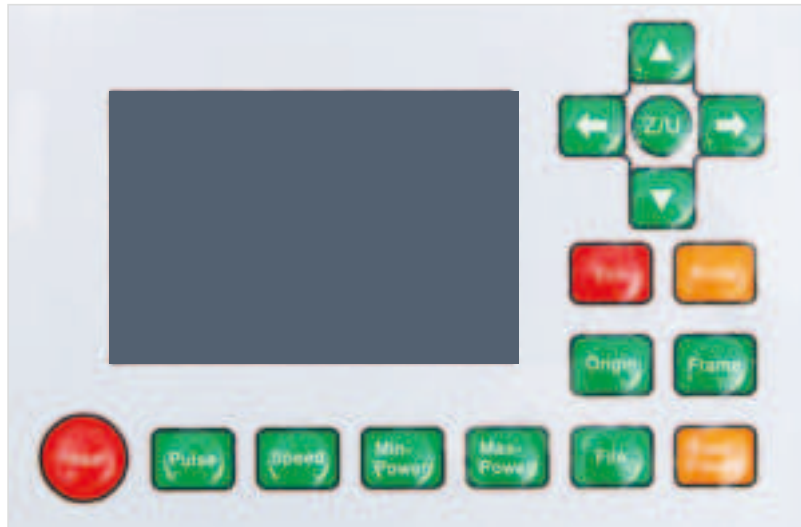 Z/U
Origin
Frame
Pulse
Speed
Min-
Power
Max-
Power
File